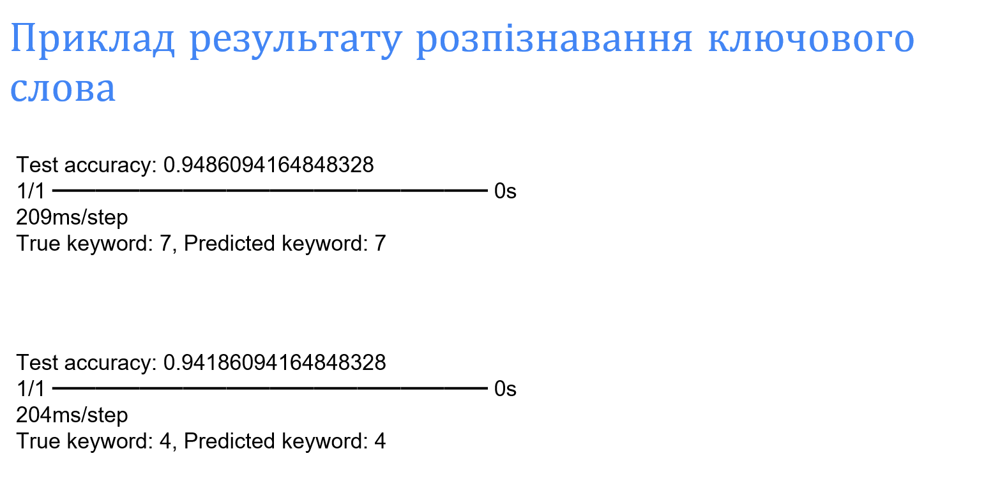 Приклад результату розпізнавання ключового
слова
Test accuracy: 0.9486094164848328
1/1 ━━━━━━━━━━━━━━━━━━━━ 0s
209ms/step
True keyword: 7, Predicted keyword: 7
Test accuracy: 0.94186094164848328
1/1 ━━━━━━━━━━━━━━━━━━━━ 0s
204ms/step
True keyword: 4, Predicted keyword: 4